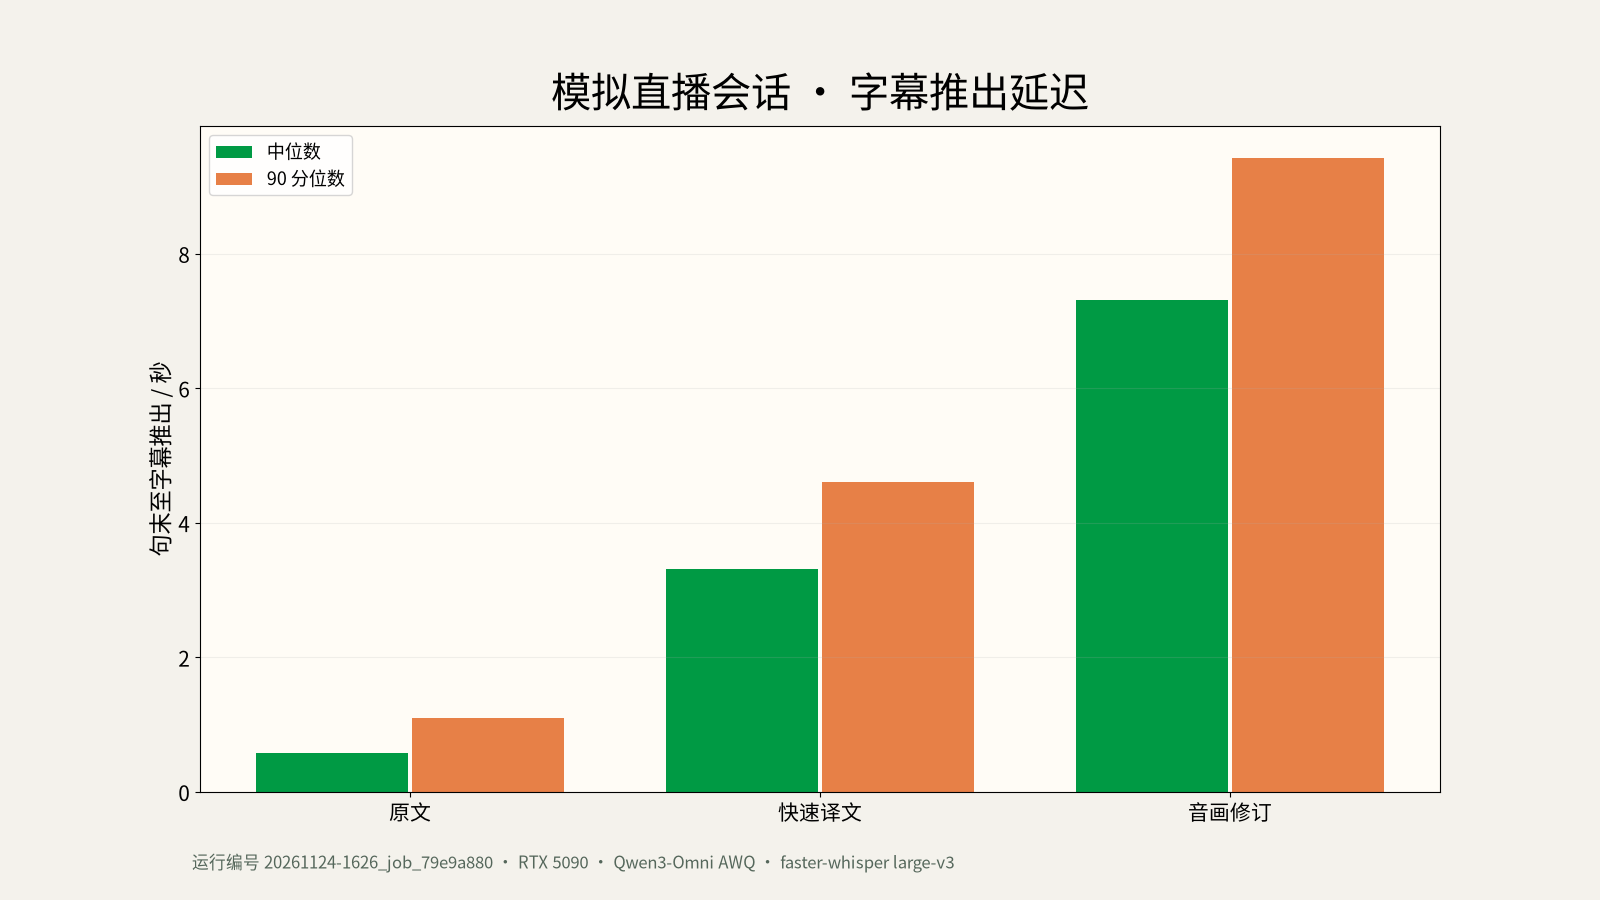 模拟直播会话 · 字幕推出延迟
中位数
90 分位数
句末至字幕推出 / 秒
8
6
4
2
0
原文
快速译文
音画修订
运行编号 20261124-1626_job_79e9a880 · RTX 5090 · Qwen3-Omni AWQ · faster-whisper large-v3